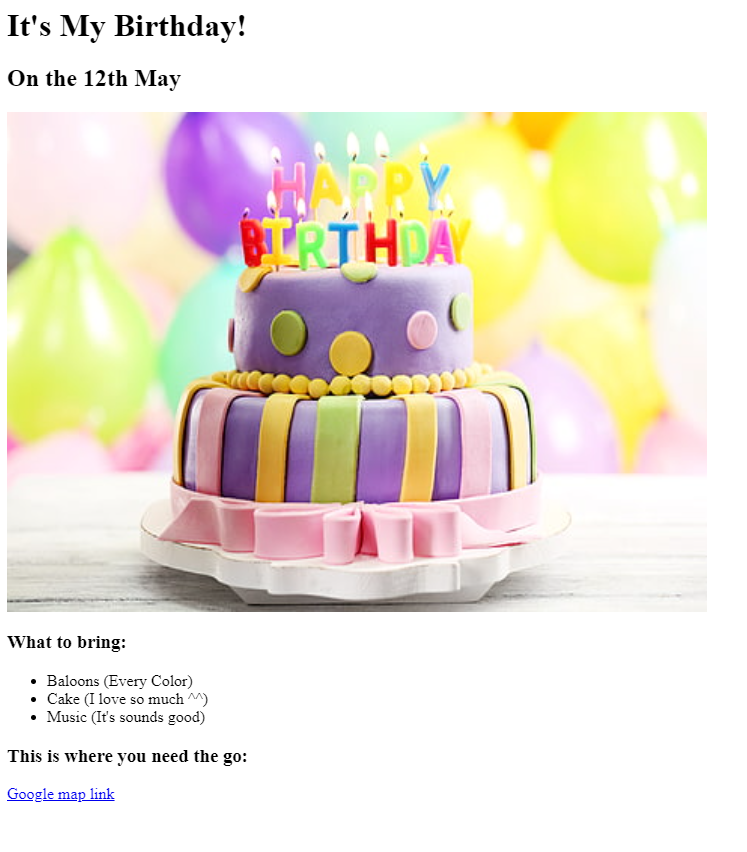 It's My Birthday!
On the 12th May
HAPPY
BIRTHDAY
What to bring:
Baloons (Every Color)
Cake (I love so much ^^)
Music (It's sounds good)
This is where you need the go:
Google map link